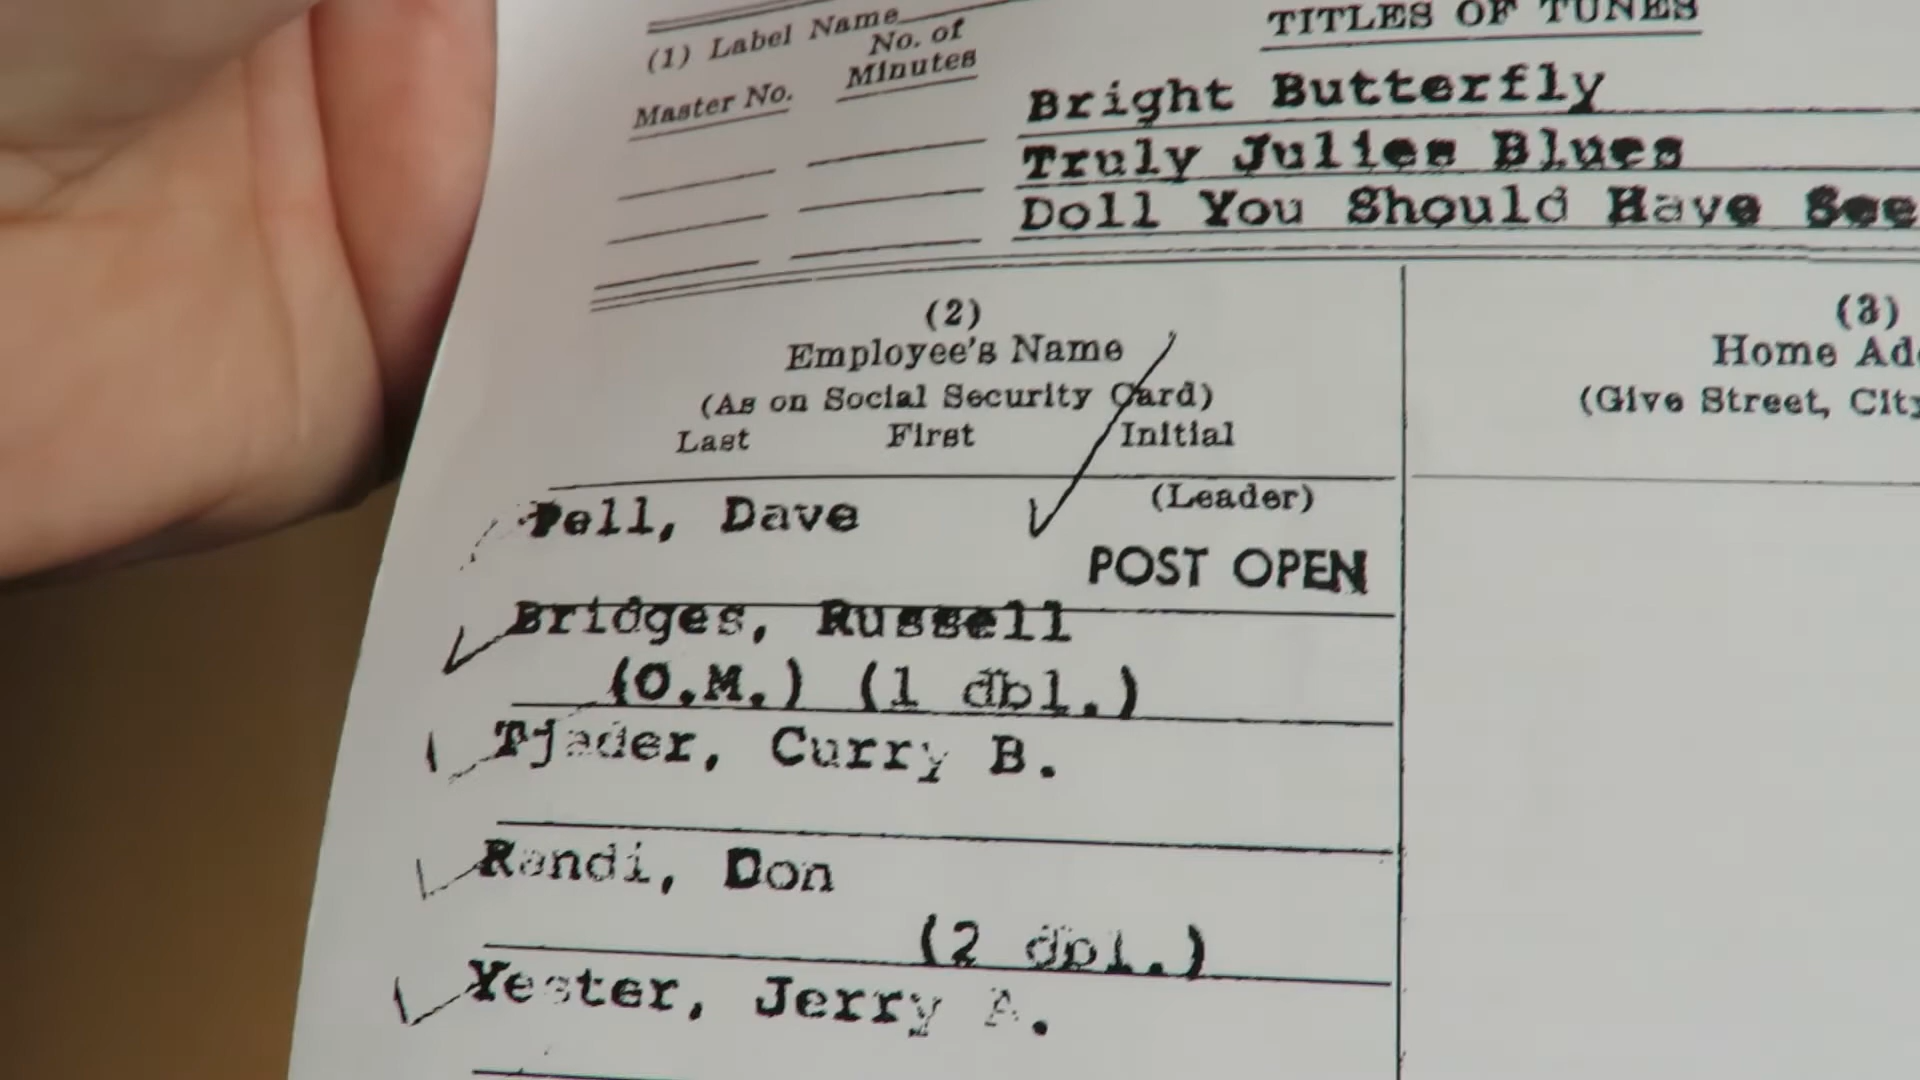 TITLES OF TUNES
(1) Label Name
No. of
Minutes
Master No.
Bright Butterfly
Truly Julies Blues
Doll You Should Have See
(2)
Employee's Name
(As on Social Security Card)
Last First Initial
(3)
Home Ad
(Give Street, City
(Leader)
Pell, Dave
POST OPEN
Bridges, Russell
(O.M.) (1 dbl.)
Tjader, Curry B.
Randi, Don
(2 dbl.)
Yester, Jerry A.